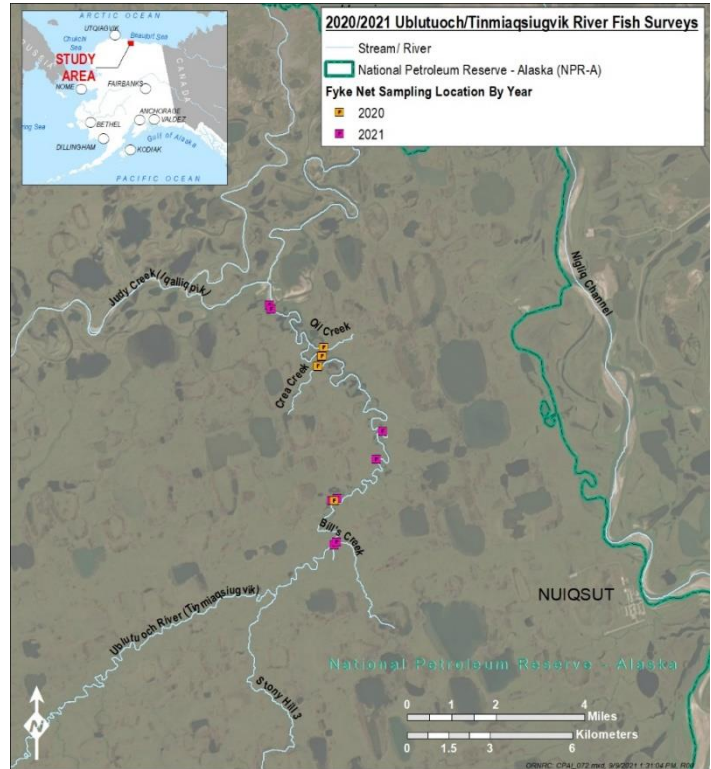 ARCTIC OCEAN
UTQIAGVIK
Beaufort Sea
Chukchi
Sea
STUDY
AREA
RUSSIA
CANADA
NOME
FAIRBANKS
ANCHORAGE
VALDEZ
BETHEL
Gulf of Alaska
DILLINGHAM
KODIAK
PACIFIC OCEAN
2020/2021 Ublutuoch/Tinmiaqsiugvik River Fish Surveys
Stream/ River
National Petroleum Reserve - Alaska (NPR-A)
Fyke Net Sampling Location By Year
F 2020
F 2021
Nigliq Channel
Judy Creek
Oil Creek
Crea Creek
Bill's Creek
Ublutuoch River (Tinmiaqsiugvik)
NUIQSUT
National Petroleum Reserve - Alaska
Stony Hill 3
N
0 1 2 4
Miles
Kilometers
0 1.5 3 6